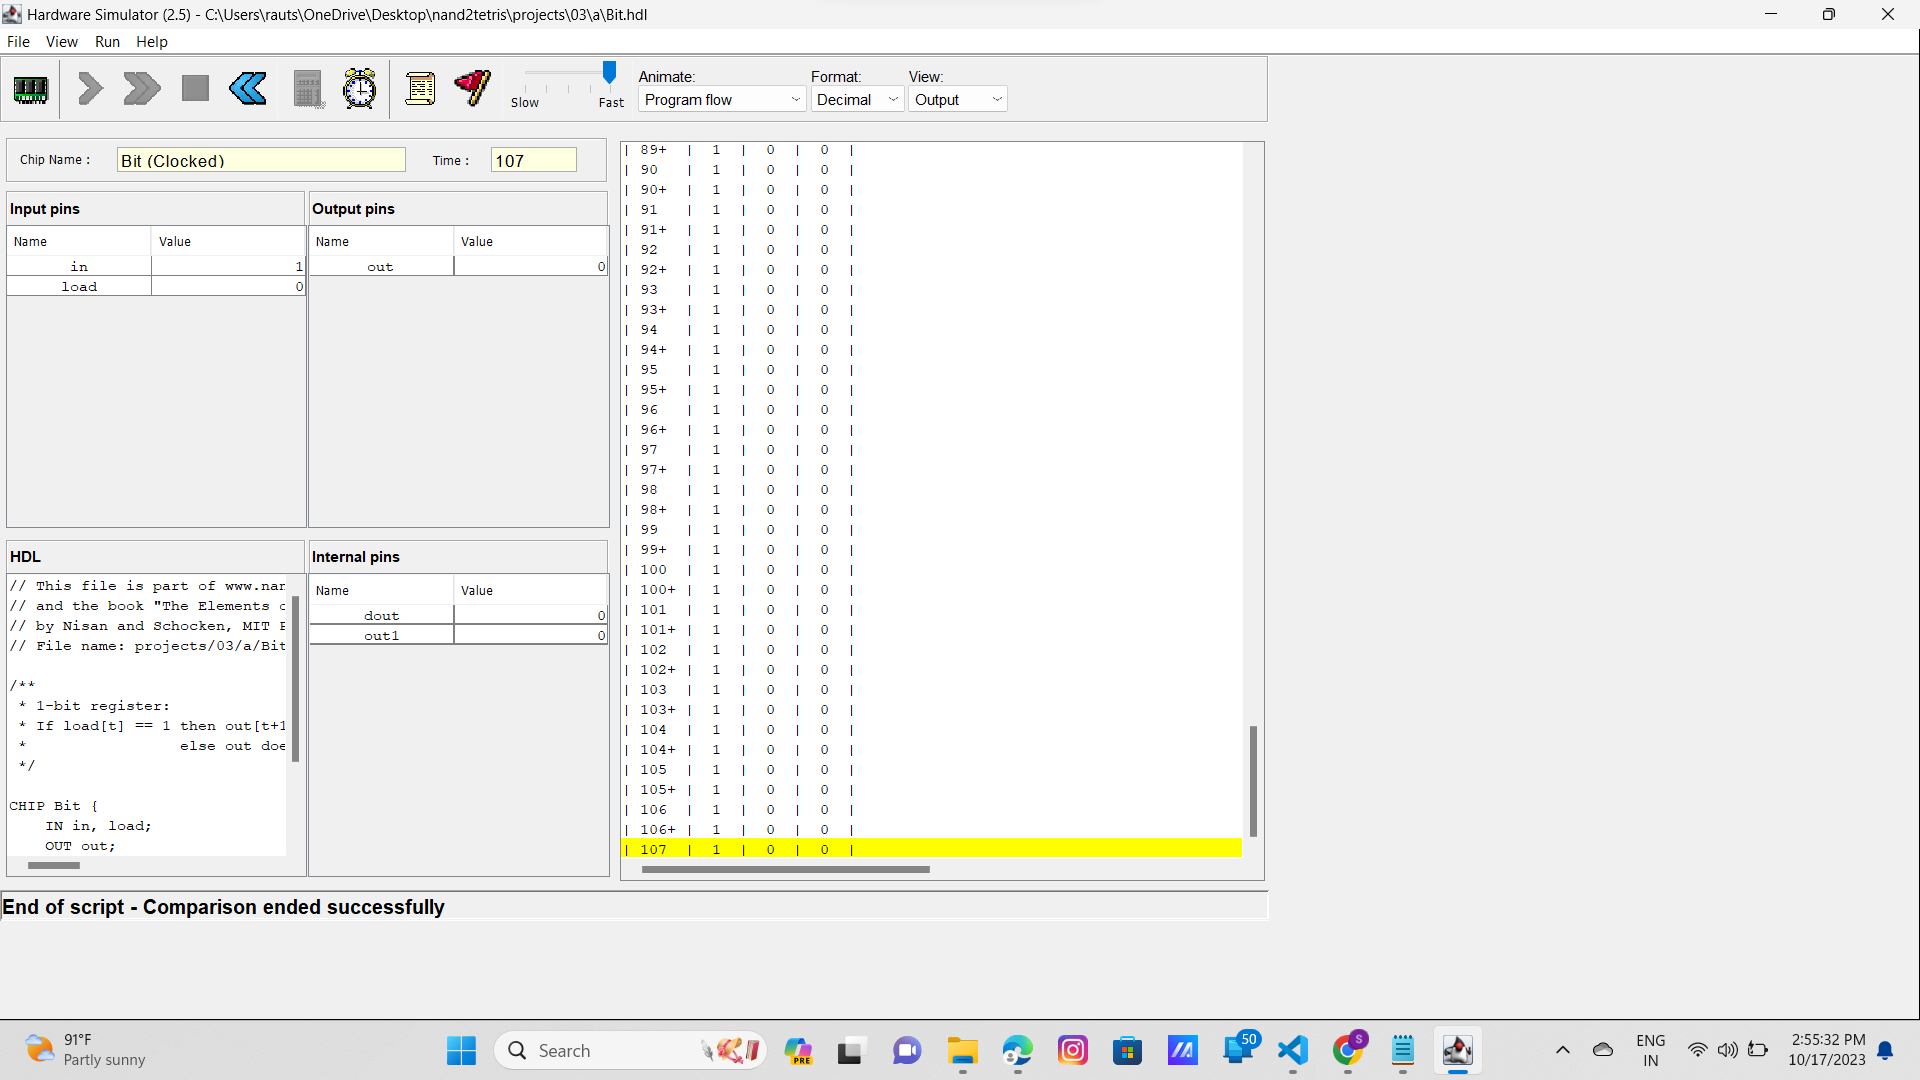 Hardware Simulator (2.5) - C:\Users\rauts\OneDrive\Desktop\nand2tetris\projects\03\a\Bit.hdl
File View Run Help
Slow Fast
Animate: Format: View:
Program flow Decimal Output
Chip Name : Bit (Clocked) Time : 107
Input pins
Name Value
in 1
load 0
Output pins
Name Value
out 0
HDL
// This file is part of www.nan
// and the book "The Elements o
// by Nisan and Schocken, MIT P
// File name: projects/03/a/Bit
/**
* 1-bit register:
* If load[t] == 1 then out[t+1
* else out doe
*/
CHIP Bit {
IN in, load;
OUT out;
Internal pins
Name Value
dout 0
out1 0
| 89+ | 1 | 0 | 0 |
| 90 | 1 | 0 | 0 |
| 90+ | 1 | 0 | 0 |
| 91 | 1 | 0 | 0 |
| 91+ | 1 | 0 | 0 |
| 92 | 1 | 0 | 0 |
| 92+ | 1 | 0 | 0 |
| 93 | 1 | 0 | 0 |
| 93+ | 1 | 0 | 0 |
| 94 | 1 | 0 | 0 |
| 94+ | 1 | 0 | 0 |
| 95 | 1 | 0 | 0 |
| 95+ | 1 | 0 | 0 |
| 96 | 1 | 0 | 0 |
| 96+ | 1 | 0 | 0 |
| 97 | 1 | 0 | 0 |
| 97+ | 1 | 0 | 0 |
| 98 | 1 | 0 | 0 |
| 98+ | 1 | 0 | 0 |
| 99 | 1 | 0 | 0 |
| 99+ | 1 | 0 | 0 |
| 100 | 1 | 0 | 0 |
| 100+ | 1 | 0 | 0 |
| 101 | 1 | 0 | 0 |
| 101+ | 1 | 0 | 0 |
| 102 | 1 | 0 | 0 |
| 102+ | 1 | 0 | 0 |
| 103 | 1 | 0 | 0 |
| 103+ | 1 | 0 | 0 |
| 104 | 1 | 0 | 0 |
| 104+ | 1 | 0 | 0 |
| 105 | 1 | 0 | 0 |
| 105+ | 1 | 0 | 0 |
| 106 | 1 | 0 | 0 |
| 106+ | 1 | 0 | 0 |
| 107 | 1 | 0 | 0 |
End of script - Comparison ended successfully
91°F
Partly sunny
Search
PRE
50
S
ENG
IN
2:55:32 PM
10/17/2023